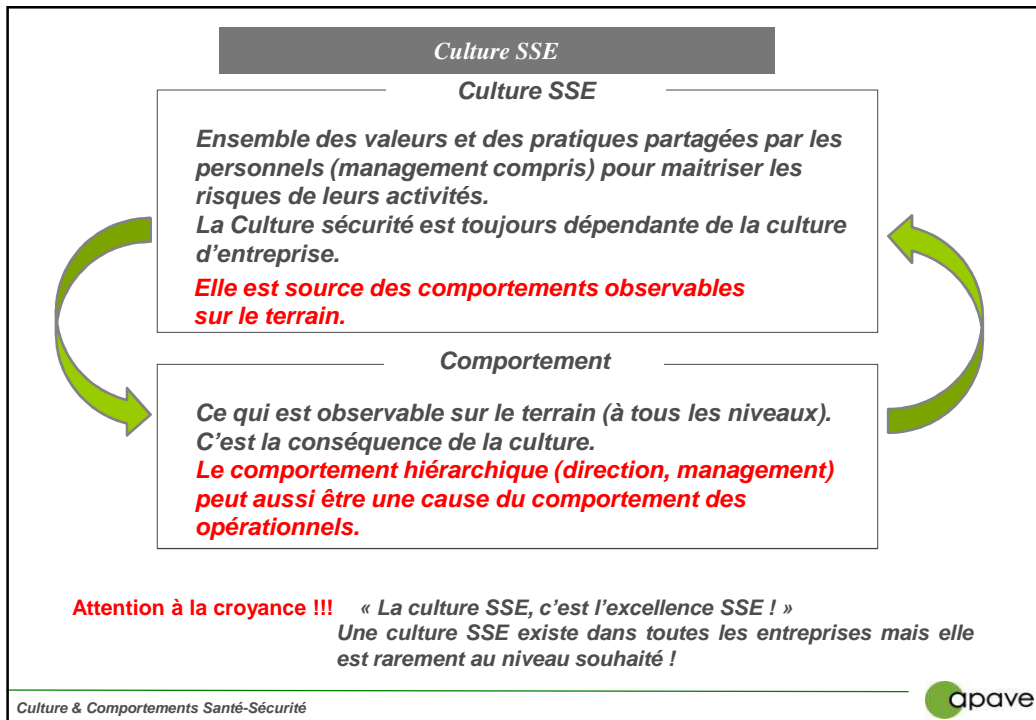 Culture SSE
Culture SSE
Ensemble des valeurs et des pratiques partagées par les
personnels (management compris) pour maitriser les
risques de leurs activités.
La Culture sécurité est toujours dépendante de la culture
d’entreprise.
Elle est source des comportements observables
sur le terrain.
Comportement
Ce qui est observable sur le terrain (à tous les niveaux).
C’est la conséquence de la culture.
Le comportement hiérarchique (direction, management)
peut aussi être une cause du comportement des
opérationnels.
Attention à la croyance !!! « La culture SSE, c’est l’excellence SSE ! »
Une culture SSE existe dans toutes les entreprises mais elle
est rarement au niveau souhaité !
Culture & Comportements Santé-Sécurité
apave